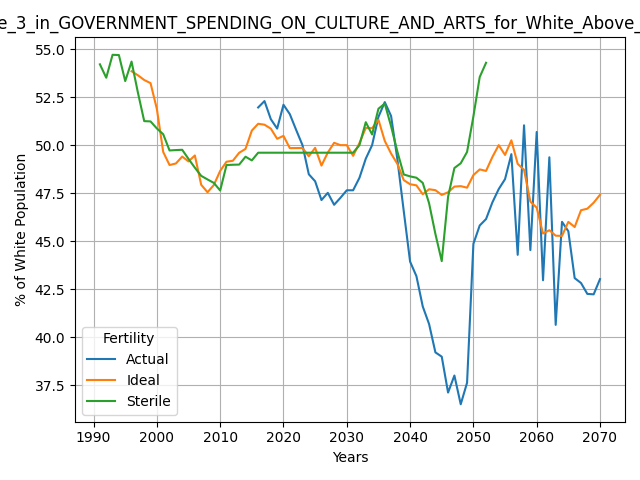 e_3_in_GOVERNMENT_SPENDING_ON_CULTURE_AND_ARTS_for_White_Above_
55.0
52.5
50.0
47.5
45.0
42.5
40.0
37.5
% of White Population
Fertility
Actual
Ideal
Sterile
1990 2000 2010 2020 2030 2040 2050 2060 2070
Years